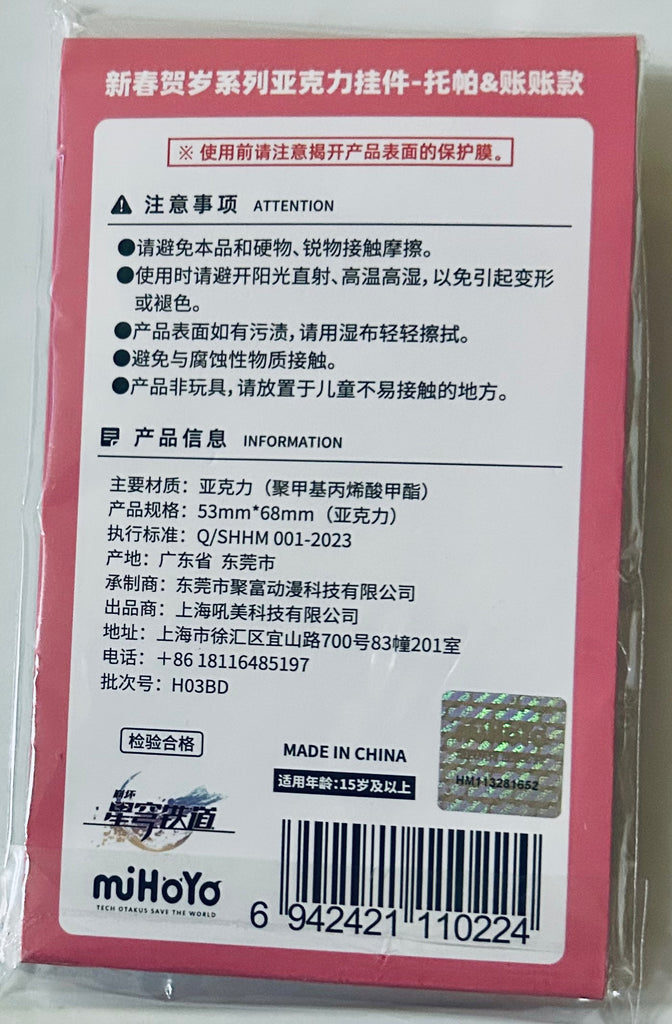 新春贺岁系列亚克力挂件-托帕&账账款
※ 使用前请注意揭开产品表面的保护膜。
注意事项 ATTENTION
●请避免本品和硬物、锐物接触摩擦。
●使用时请避开阳光直射、高温高湿，以免引起变形
或褪色。
●产品表面如有污渍，请用湿布轻轻擦拭。
●避免与腐蚀性物质接触。
●产品非玩具，请放置于儿童不易接触的地方。
产品信息 INFORMATION
主要材质：亚克力（聚甲基丙烯酸甲酯）
产品规格：53mm*68mm（亚克力）
执行标准：Q/SHHM 001-2023
产地：广东省 东莞市
承制商：东莞市聚富动漫科技有限公司
出品商：上海吼美科技有限公司
地址：上海市徐汇区宜山路700号83幢201室
电话：＋86 18116485197
批次号：H03BD
检验合格
MADE IN CHINA
适用年龄:15岁及以上
HM113281652
崩坏
星穹铁道
miHoYo
TECH OTAKUS SAVE THE WORLD
6 942421 110224